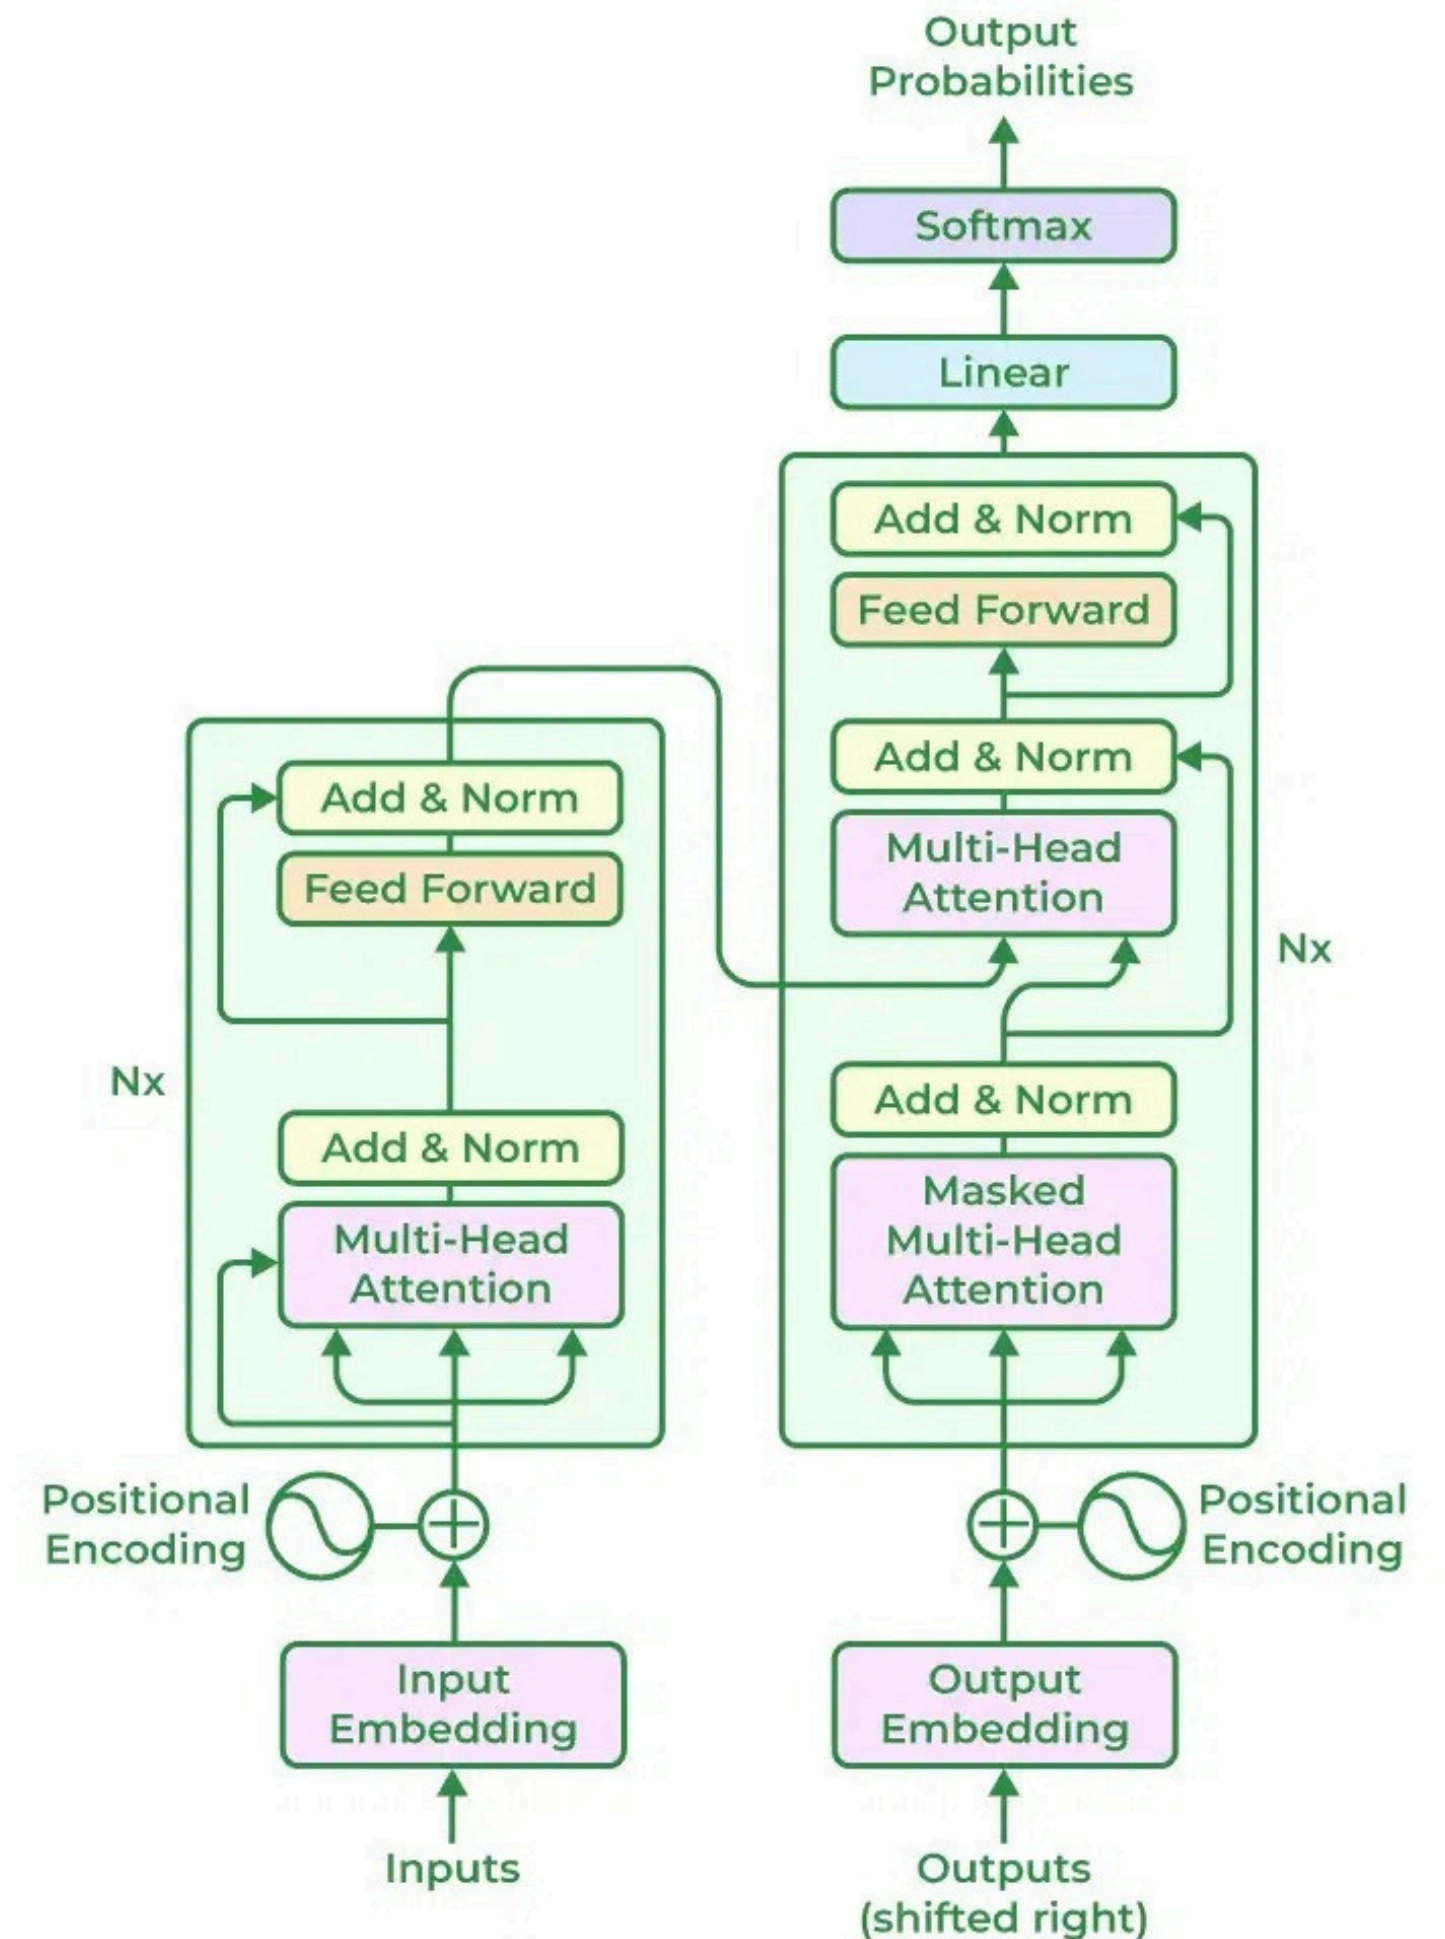 Output
Probabilities
Softmax
Linear
Add & Norm
Feed Forward
Add & Norm
Multi-Head
Attention
Nx
Add & Norm
Masked
Multi-Head
Attention
Add & Norm
Feed Forward
Nx
Add & Norm
Multi-Head
Attention
Positional
Encoding
Positional
Encoding
Input
Embedding
Output
Embedding
Inputs
Outputs
(shifted right)